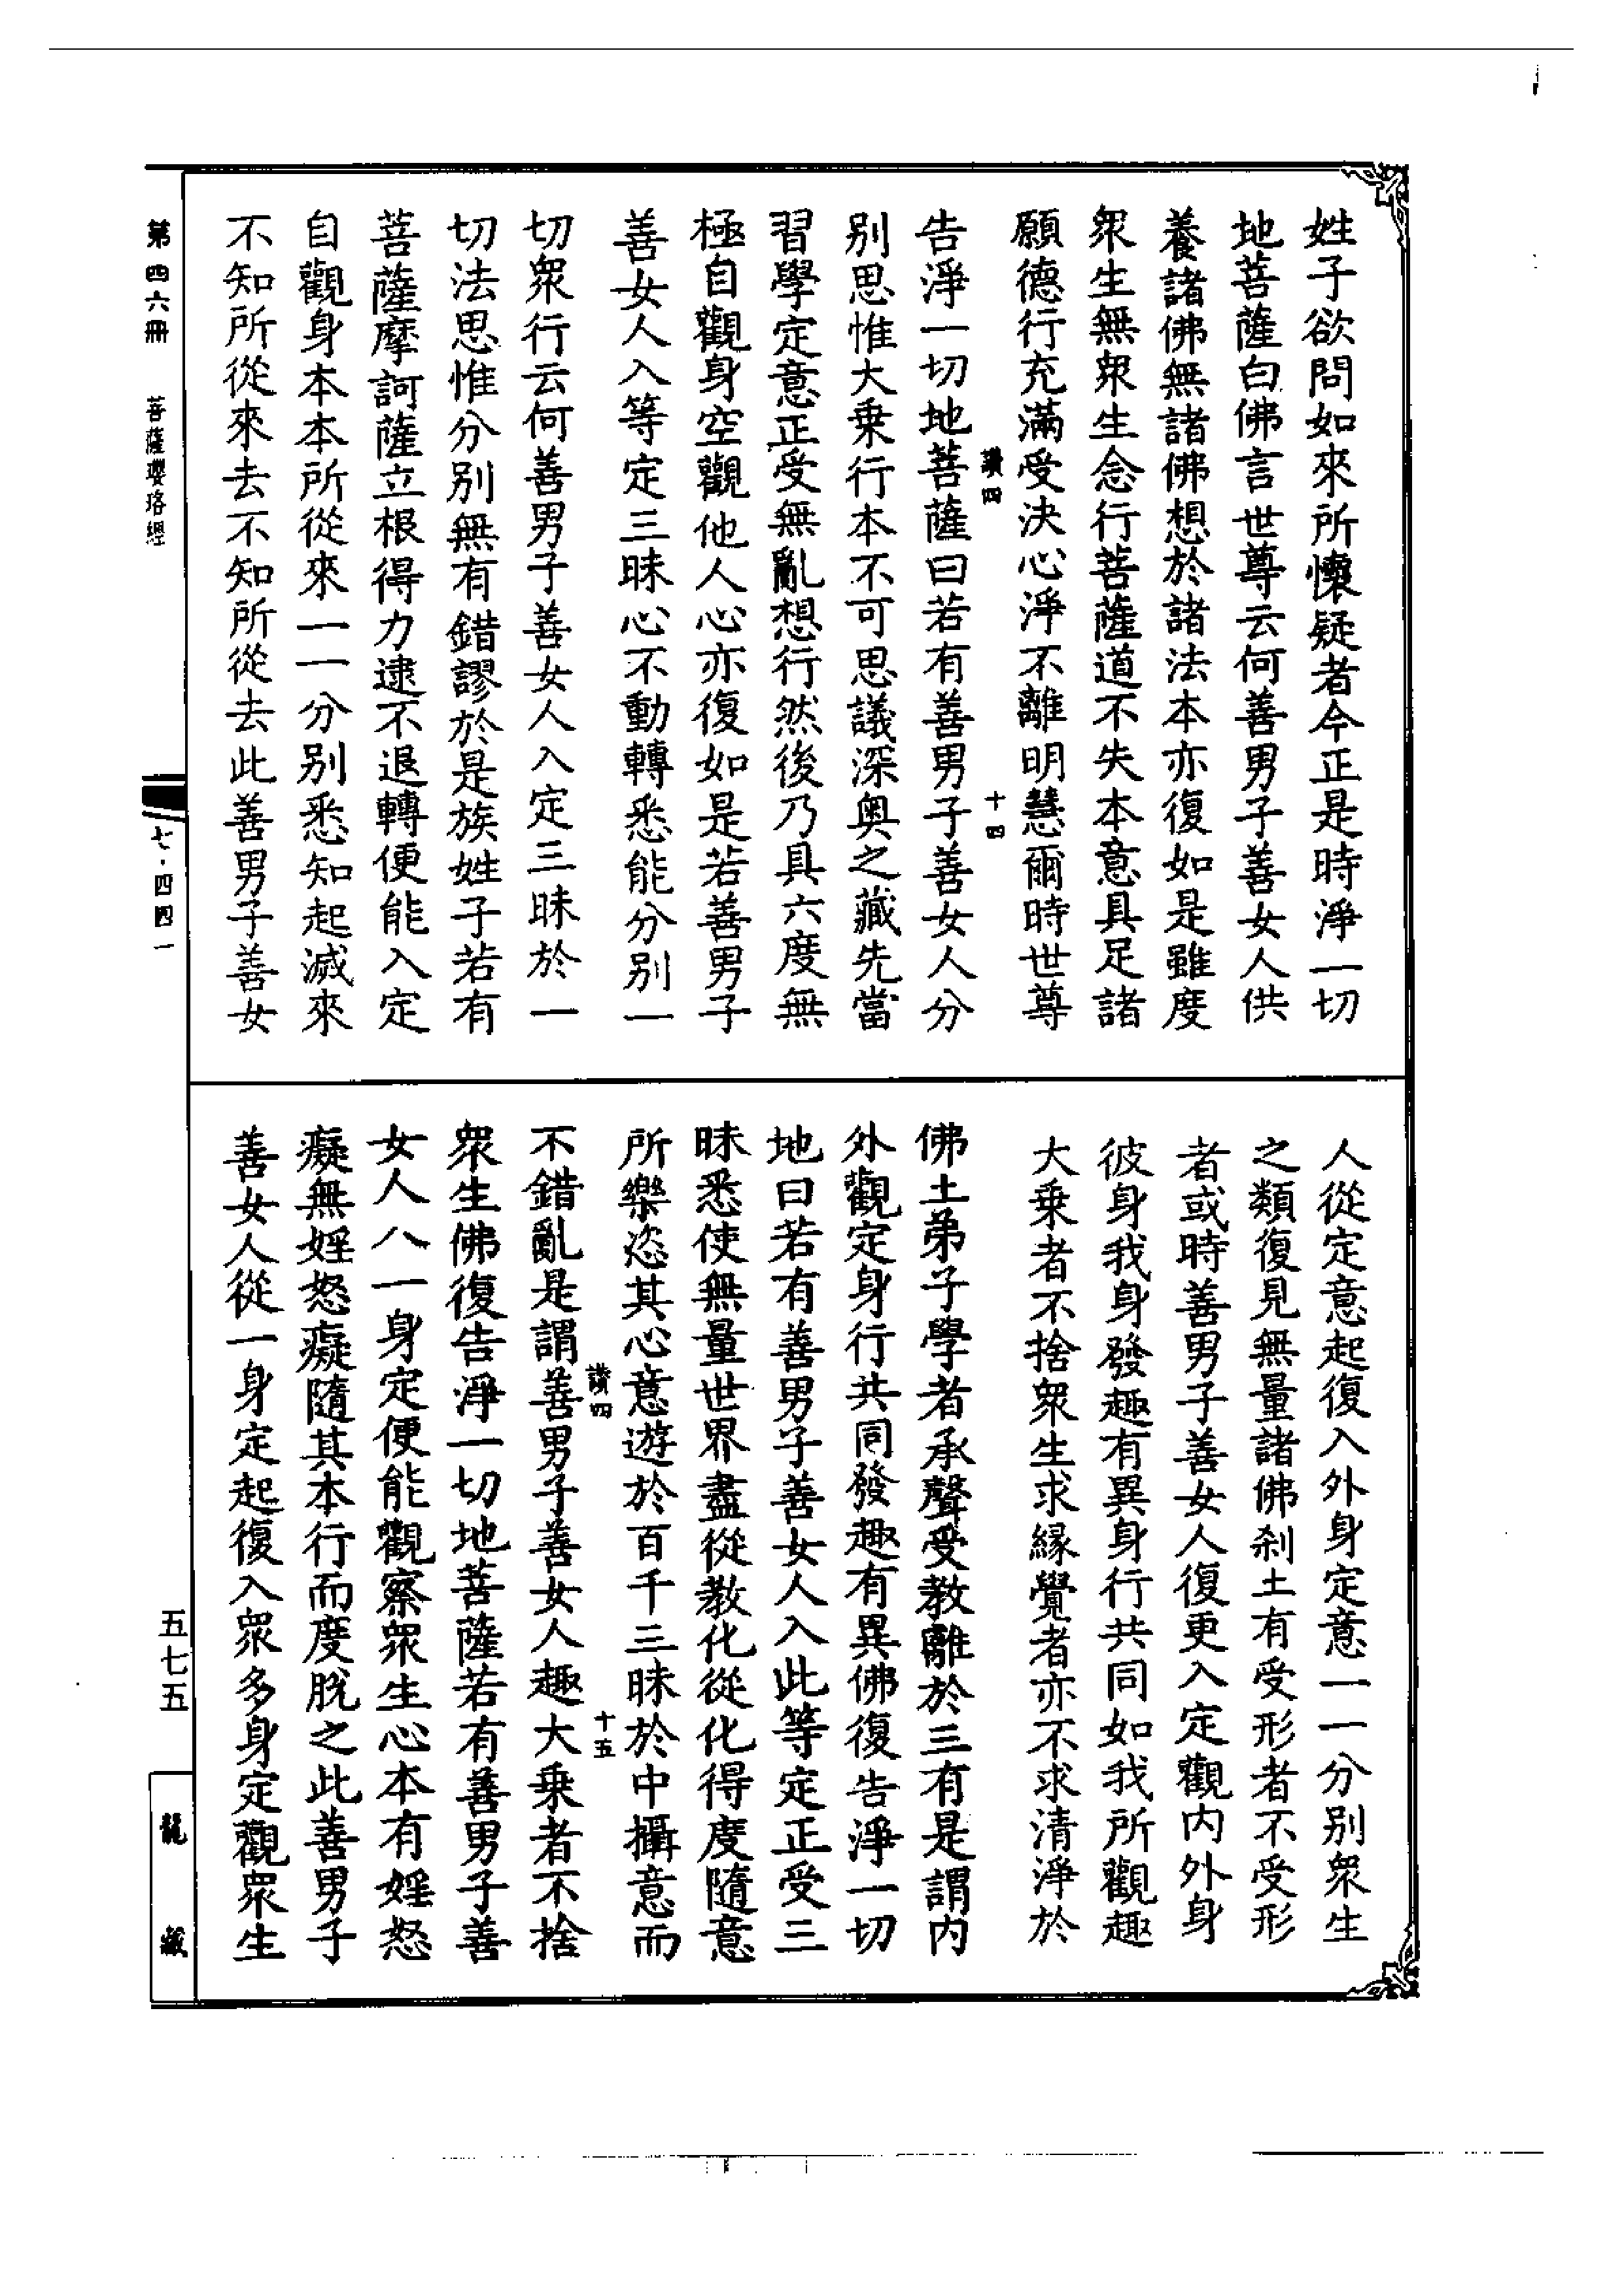 姓子欲問如來所懷疑者今正是時淨一切
地菩薩白佛言世尊云何善男子善女人供
養諸佛無諸佛想於諸法本亦復如是雖度
眾生無眾生念行菩薩道不失本意具足諸
願德行充滿受決心淨不離明慧爾時世尊
讚四 十四
告淨一切地菩薩曰若有善男子善女人分
別思惟大乗行本不可思議深奧之藏先當
習學定意正受無亂想行然後乃具六度無
極自觀身空觀他人心亦復如是若善男子
善女人入等定三昧心不動轉悉能分別一
切眾行云何善男子善女人入定三昧於一
切法思惟分別無有錯謬於是族姓子若有
菩薩摩訶薩立根得力逮不退轉便能入定
自觀身本本所從來一一分別悉知起滅來
不知所從來去不知所從去此善男子善女
人從定意起復入外身定意一一分別眾生
之類復見無量諸佛刹土有受形者不受形
者或時善男子善女人復更入定觀内外身
彼身我身發趣有異身行共同如我所觀趣
大乗者不捨眾生求緣覺者亦不求清淨於
佛土弟子學者承聲受教離於三有是謂内
外觀定身行共同發趣有異佛復告淨一切
地曰若有善男子善女人入此等定正受三
昧悉使無量世界盡從教化從化得度隨意
所樂恣其心意遊於百千三昧於中攝意而
讚四 十五
不錯亂是謂善男子善女人趣大乗者不捨
眾生佛復告淨一切地菩薩若有善男子善
女人入一身定便能觀察眾生心本有婬怒
癡無婬怒癡隨其本行而度脫之此善男子
善女人從一身定起復入眾多身定觀眾生
第四六冊 菩薩瓔珞經
七·四四一
五七五
龍藏